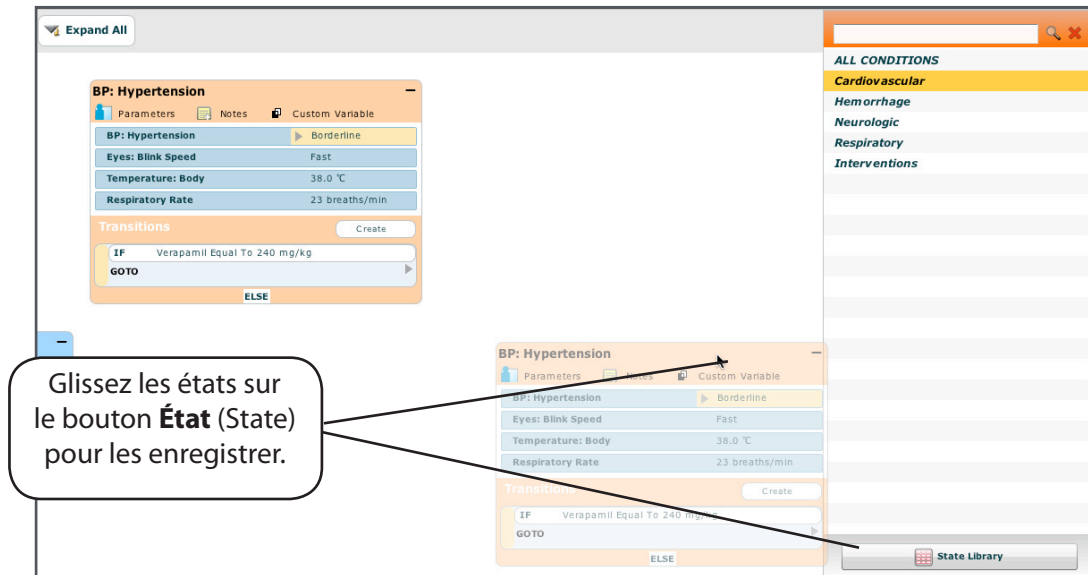 Expand All
BP: Hypertension
Parameters Notes Custom Variable
BP: Hypertension Borderline
Eyes: Blink Speed Fast
Temperature: Body 38.0 ℃
Respiratory Rate 23 breaths/min
Transitions Create
IF Verapamil Equal To 240 mg/kg
GOTO
ELSE
Glissez les états sur
le bouton État (State)
pour les enregistrer.
BP: Hypertension
Parameters Notes Custom Variable
BP: Hypertension Borderline
Eyes: Blink Speed Fast
Temperature: Body 38.0 ℃
Respiratory Rate 23 breaths/min
Transitions Create
IF Verapamil Equal To 240 mg/kg
GOTO
ELSE
ALL CONDITIONS
Cardiovascular
Hemorrhage
Neurologic
Respiratory
Interventions
State Library